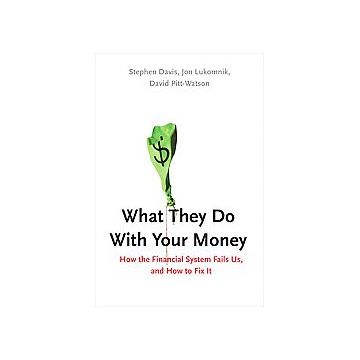 Stephen Davis, Jon Lukomnik,
David Pitt-Watson
$
What They Do
With Your Money
How the Financial System Fails Us,
and How to Fix It